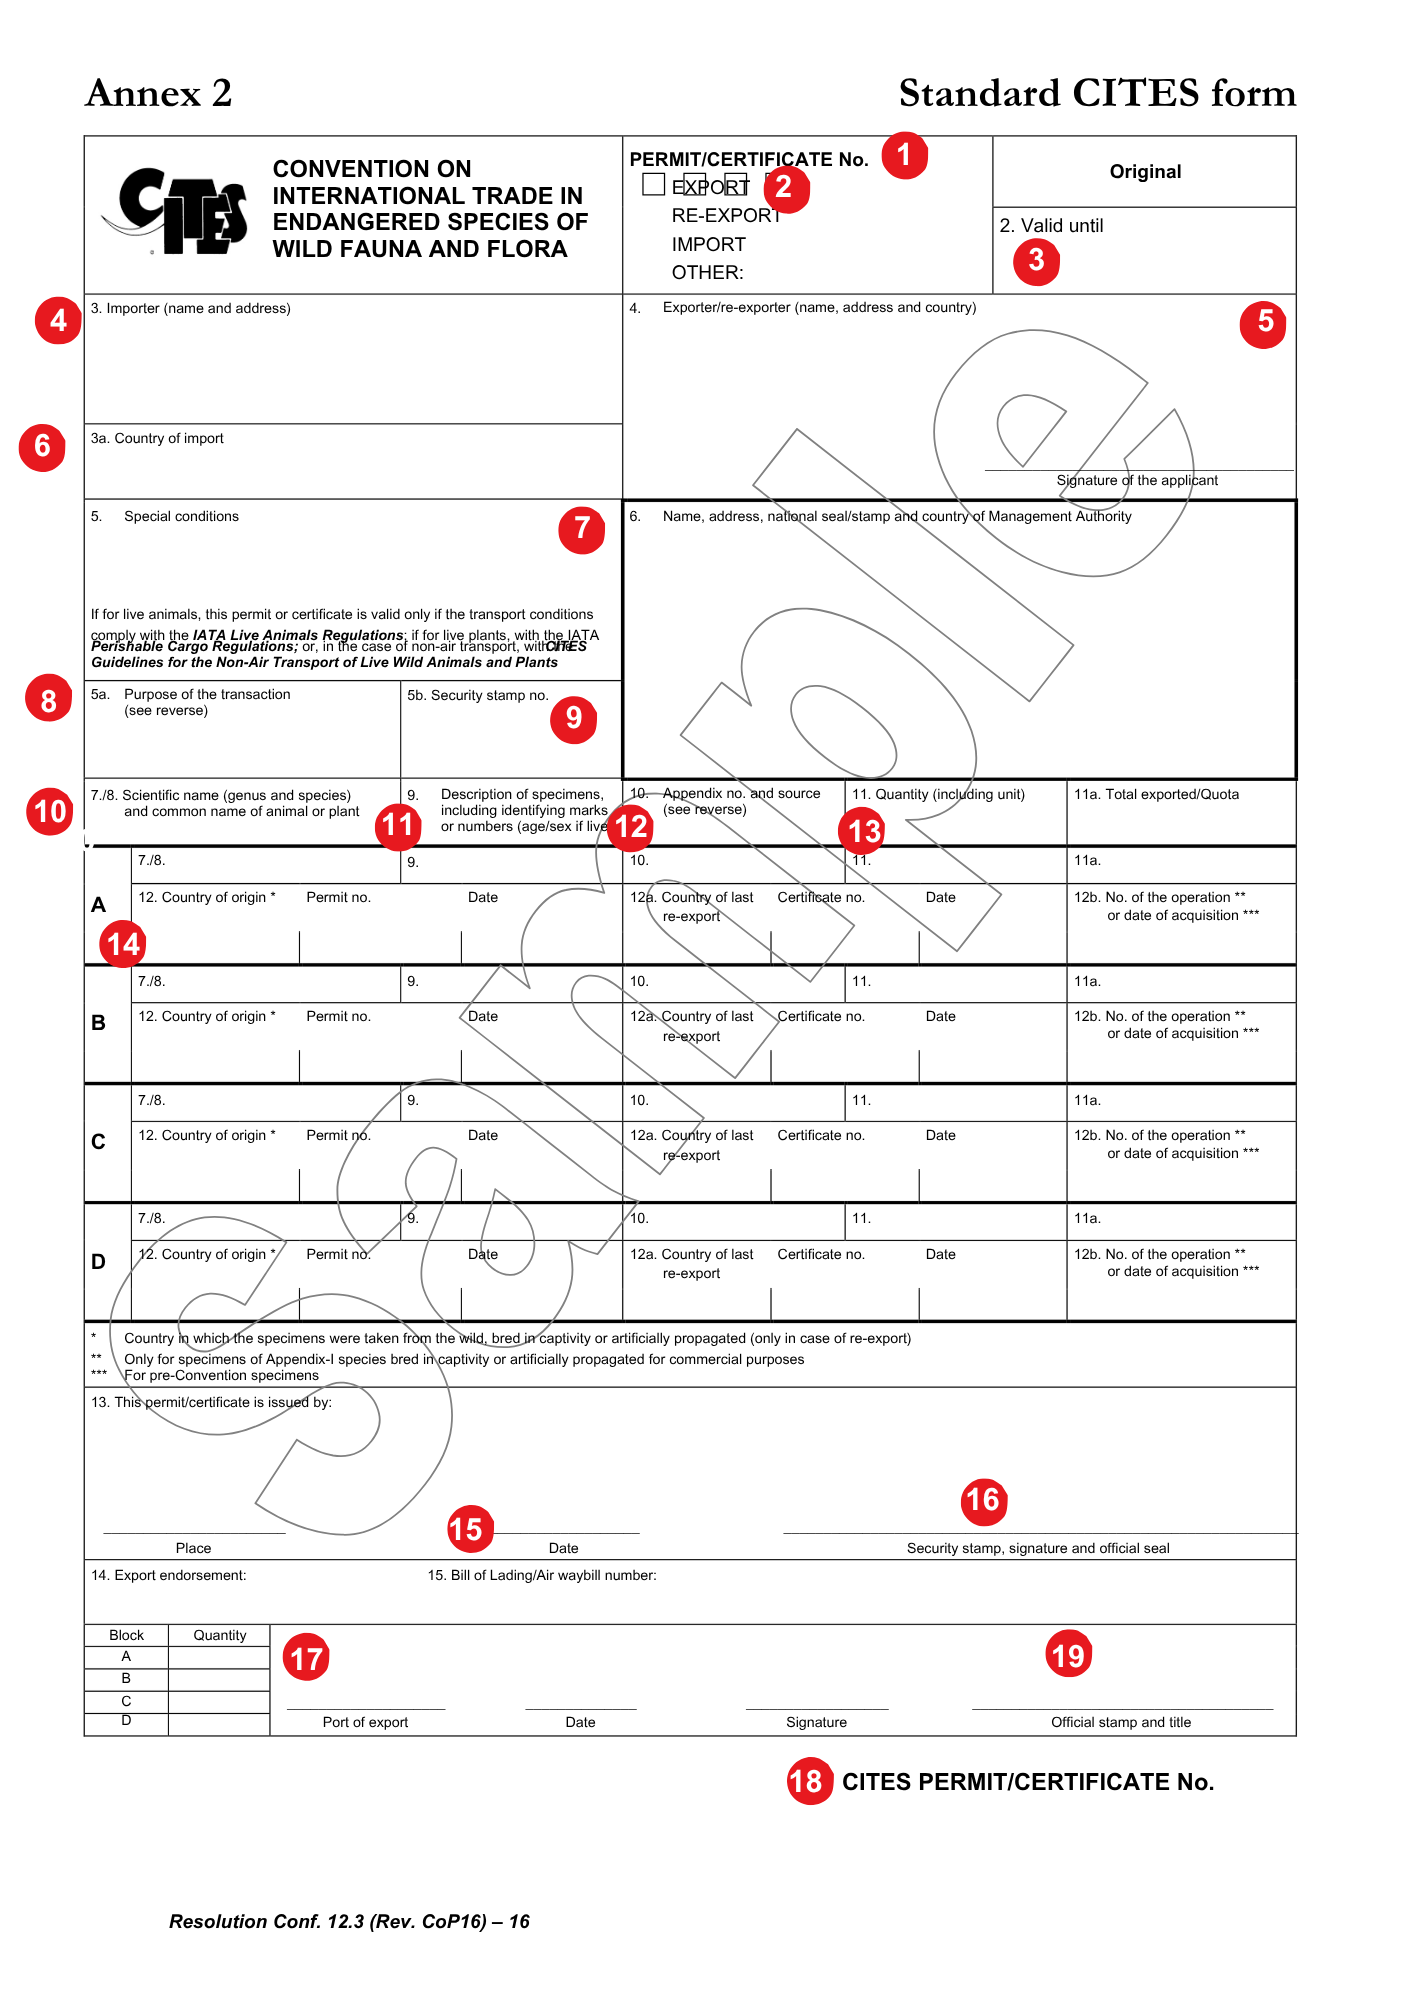 Annex 2 Standard CITES form
CITES
®
CONVENTION ON
INTERNATIONAL TRADE IN
ENDANGERED SPECIES OF
WILD FAUNA AND FLORA
PERMIT/CERTIFICATE No. 1
EXPORT 2
RE-EXPORT
IMPORT
OTHER:
Original
2. Valid until
3
4 3. Importer (name and address)
4. Exporter/re-exporter (name, address and country) 5
6 3a. Country of import
Signature of the applicant
5. Special conditions 7
If for live animals, this permit or certificate is valid only if the transport conditions
comply with the IATA Live Animals Regulations; if for live plants, with the IATA
Perishable Cargo Regulations; or, in the case of non-air transport, with the CITES
Guidelines for the Non-Air Transport of Live Wild Animals and Plants
6. Name, address, national seal/stamp and country of Management Authority
8 5a. Purpose of the transaction
(see reverse)
5b. Security stamp no.
9
10 7./8. Scientific name (genus and species)
and common name of animal or plant
11 9. Description of specimens,
including identifying marks
or numbers (age/sex if live
12 10. Appendix no. and source
(see reverse)
13 11. Quantity (including unit)
11a. Total exported/Quota
A 14
7./8. 9. 10. 11. 11a.
12. Country of origin * Permit no. Date 12a. Country of last Certificate no. Date 12b. No. of the operation **
re-export or date of acquisition ***
B
7./8. 9. 10. 11. 11a.
12. Country of origin * Permit no. Date 12a. Country of last Certificate no. Date 12b. No. of the operation **
re-export or date of acquisition ***
C
7./8. 9. 10. 11. 11a.
12. Country of origin * Permit no. Date 12a. Country of last Certificate no. Date 12b. No. of the operation **
re-export or date of acquisition ***
D
7./8. 9. 10. 11. 11a.
12. Country of origin * Permit no. Date 12a. Country of last Certificate no. Date 12b. No. of the operation **
re-export or date of acquisition ***
* Country in which the specimens were taken from the wild, bred in captivity or artificially propagated (only in case of re-export)
** Only for specimens of Appendix-I species bred in captivity or artificially propagated for commercial purposes
*** For pre-Convention specimens
13. This permit/certificate is issued by:
15 16
Place Date Security stamp, signature and official seal
14. Export endorsement: 15. Bill of Lading/Air waybill number:
Block Quantity
A
B
C
D
17 19
Port of export Date Signature Official stamp and title
18 CITES PERMIT/CERTIFICATE No.
Resolution Conf. 12.3 (Rev. CoP16) – 16
Sample